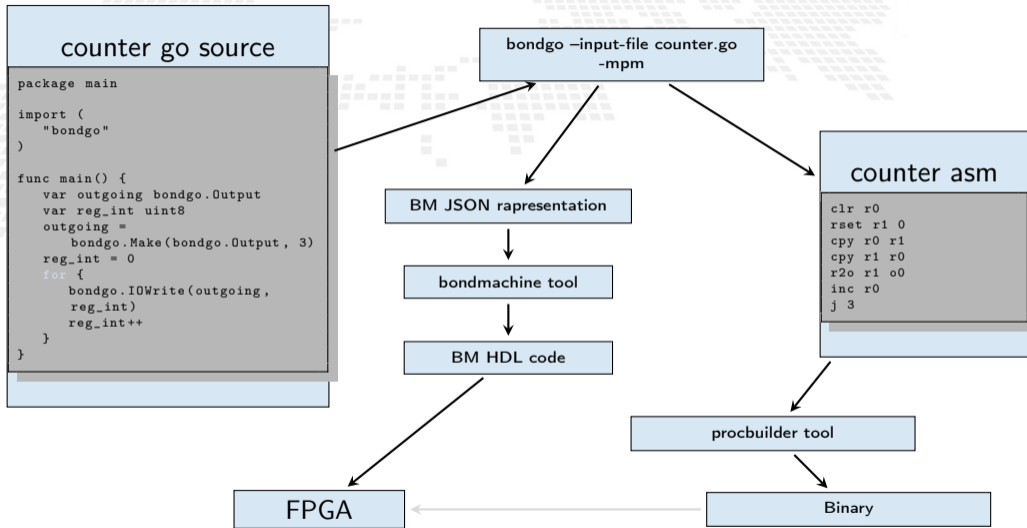 counter go source
package main
import (
"bondgo"
)
func main() {
var outgoing bondgo.Output
var reg_int uint8
outgoing =
bondgo.Make(bondgo.Output, 3)
reg_int = 0
for {
bondgo.IOWrite(outgoing,
reg_int)
reg_int++
}
}
bondgo –input-file counter.go
-mpm
BM JSON rapresentation
bondmachine tool
BM HDL code
FPGA
counter asm
clr r0
rset r1 0
cpy r0 r1
cpy r1 r0
r2o r1 o0
inc r0
j 3
procbuilder tool
Binary